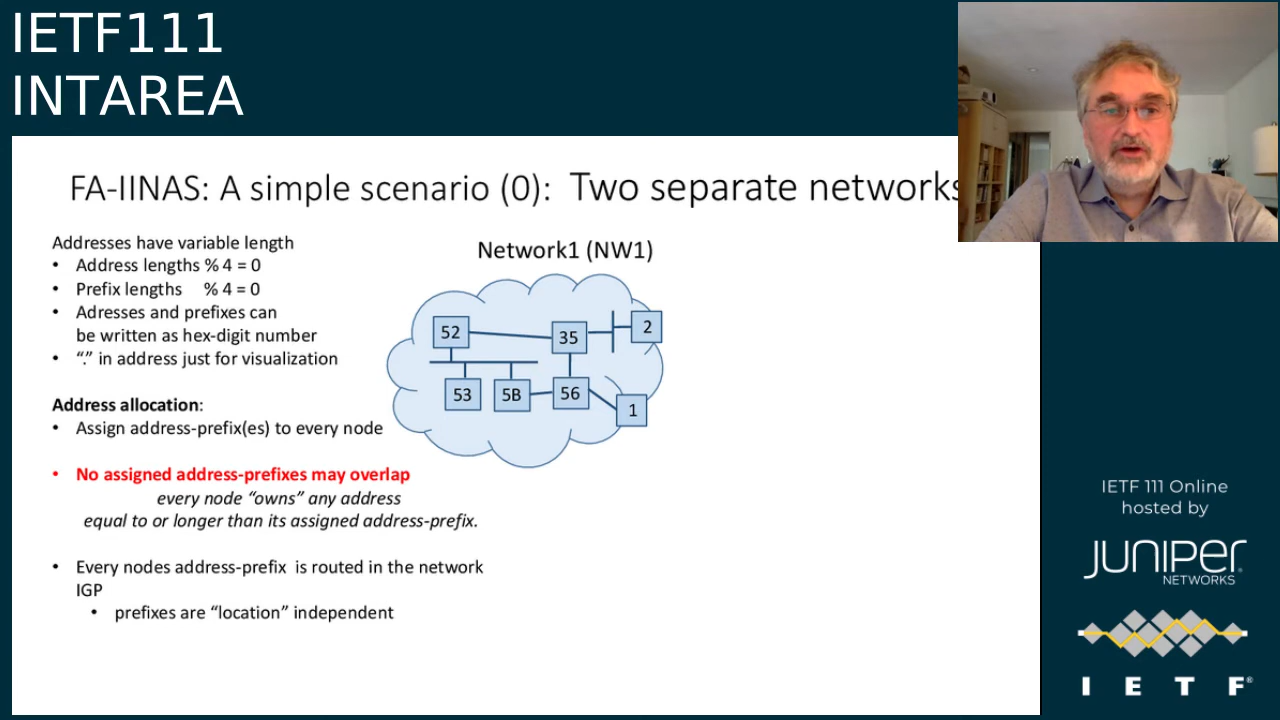 IETF111
INTAREA
FA-IINAS: A simple scenario (0): Two separate networks
Addresses have variable length
• Address lengths % 4 = 0
• Prefix lengths % 4 = 0
• Adresses and prefixes can
be written as hex-digit number
• “.” in address just for visualization
Address allocation:
• Assign address-prefix(es) to every node
• No assigned address-prefixes may overlap
every node “owns” any address
equal to or longer than its assigned address-prefix.
• Every nodes address-prefix is routed in the network
IGP
• prefixes are “location” independent
Network1 (NW1)
52
35
2
53
5B
56
1
IETF 111 Online
hosted by
JUNIPER
NETWORKS
I E T F®